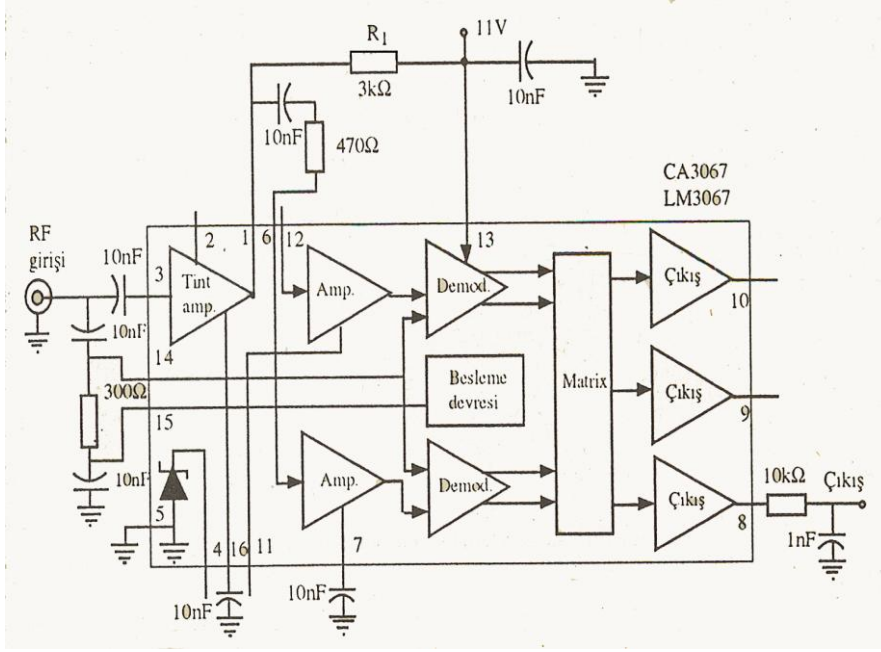 R1
3kΩ
11V
10nF
10nF
470Ω
CA3067
LM3067
RF
girişi
10nF
3
2
1
6
12
13
Tint
amp.
Amp.
Demod.
Çıkış
10
10nF
14
300Ω
15
Besleme
devresi
Matrix
Çıkış
9
10nF
5
Amp.
Demod.
Çıkış
8
10kΩ
Çıkış
1nF
4
16
11
7
10nF
10nF